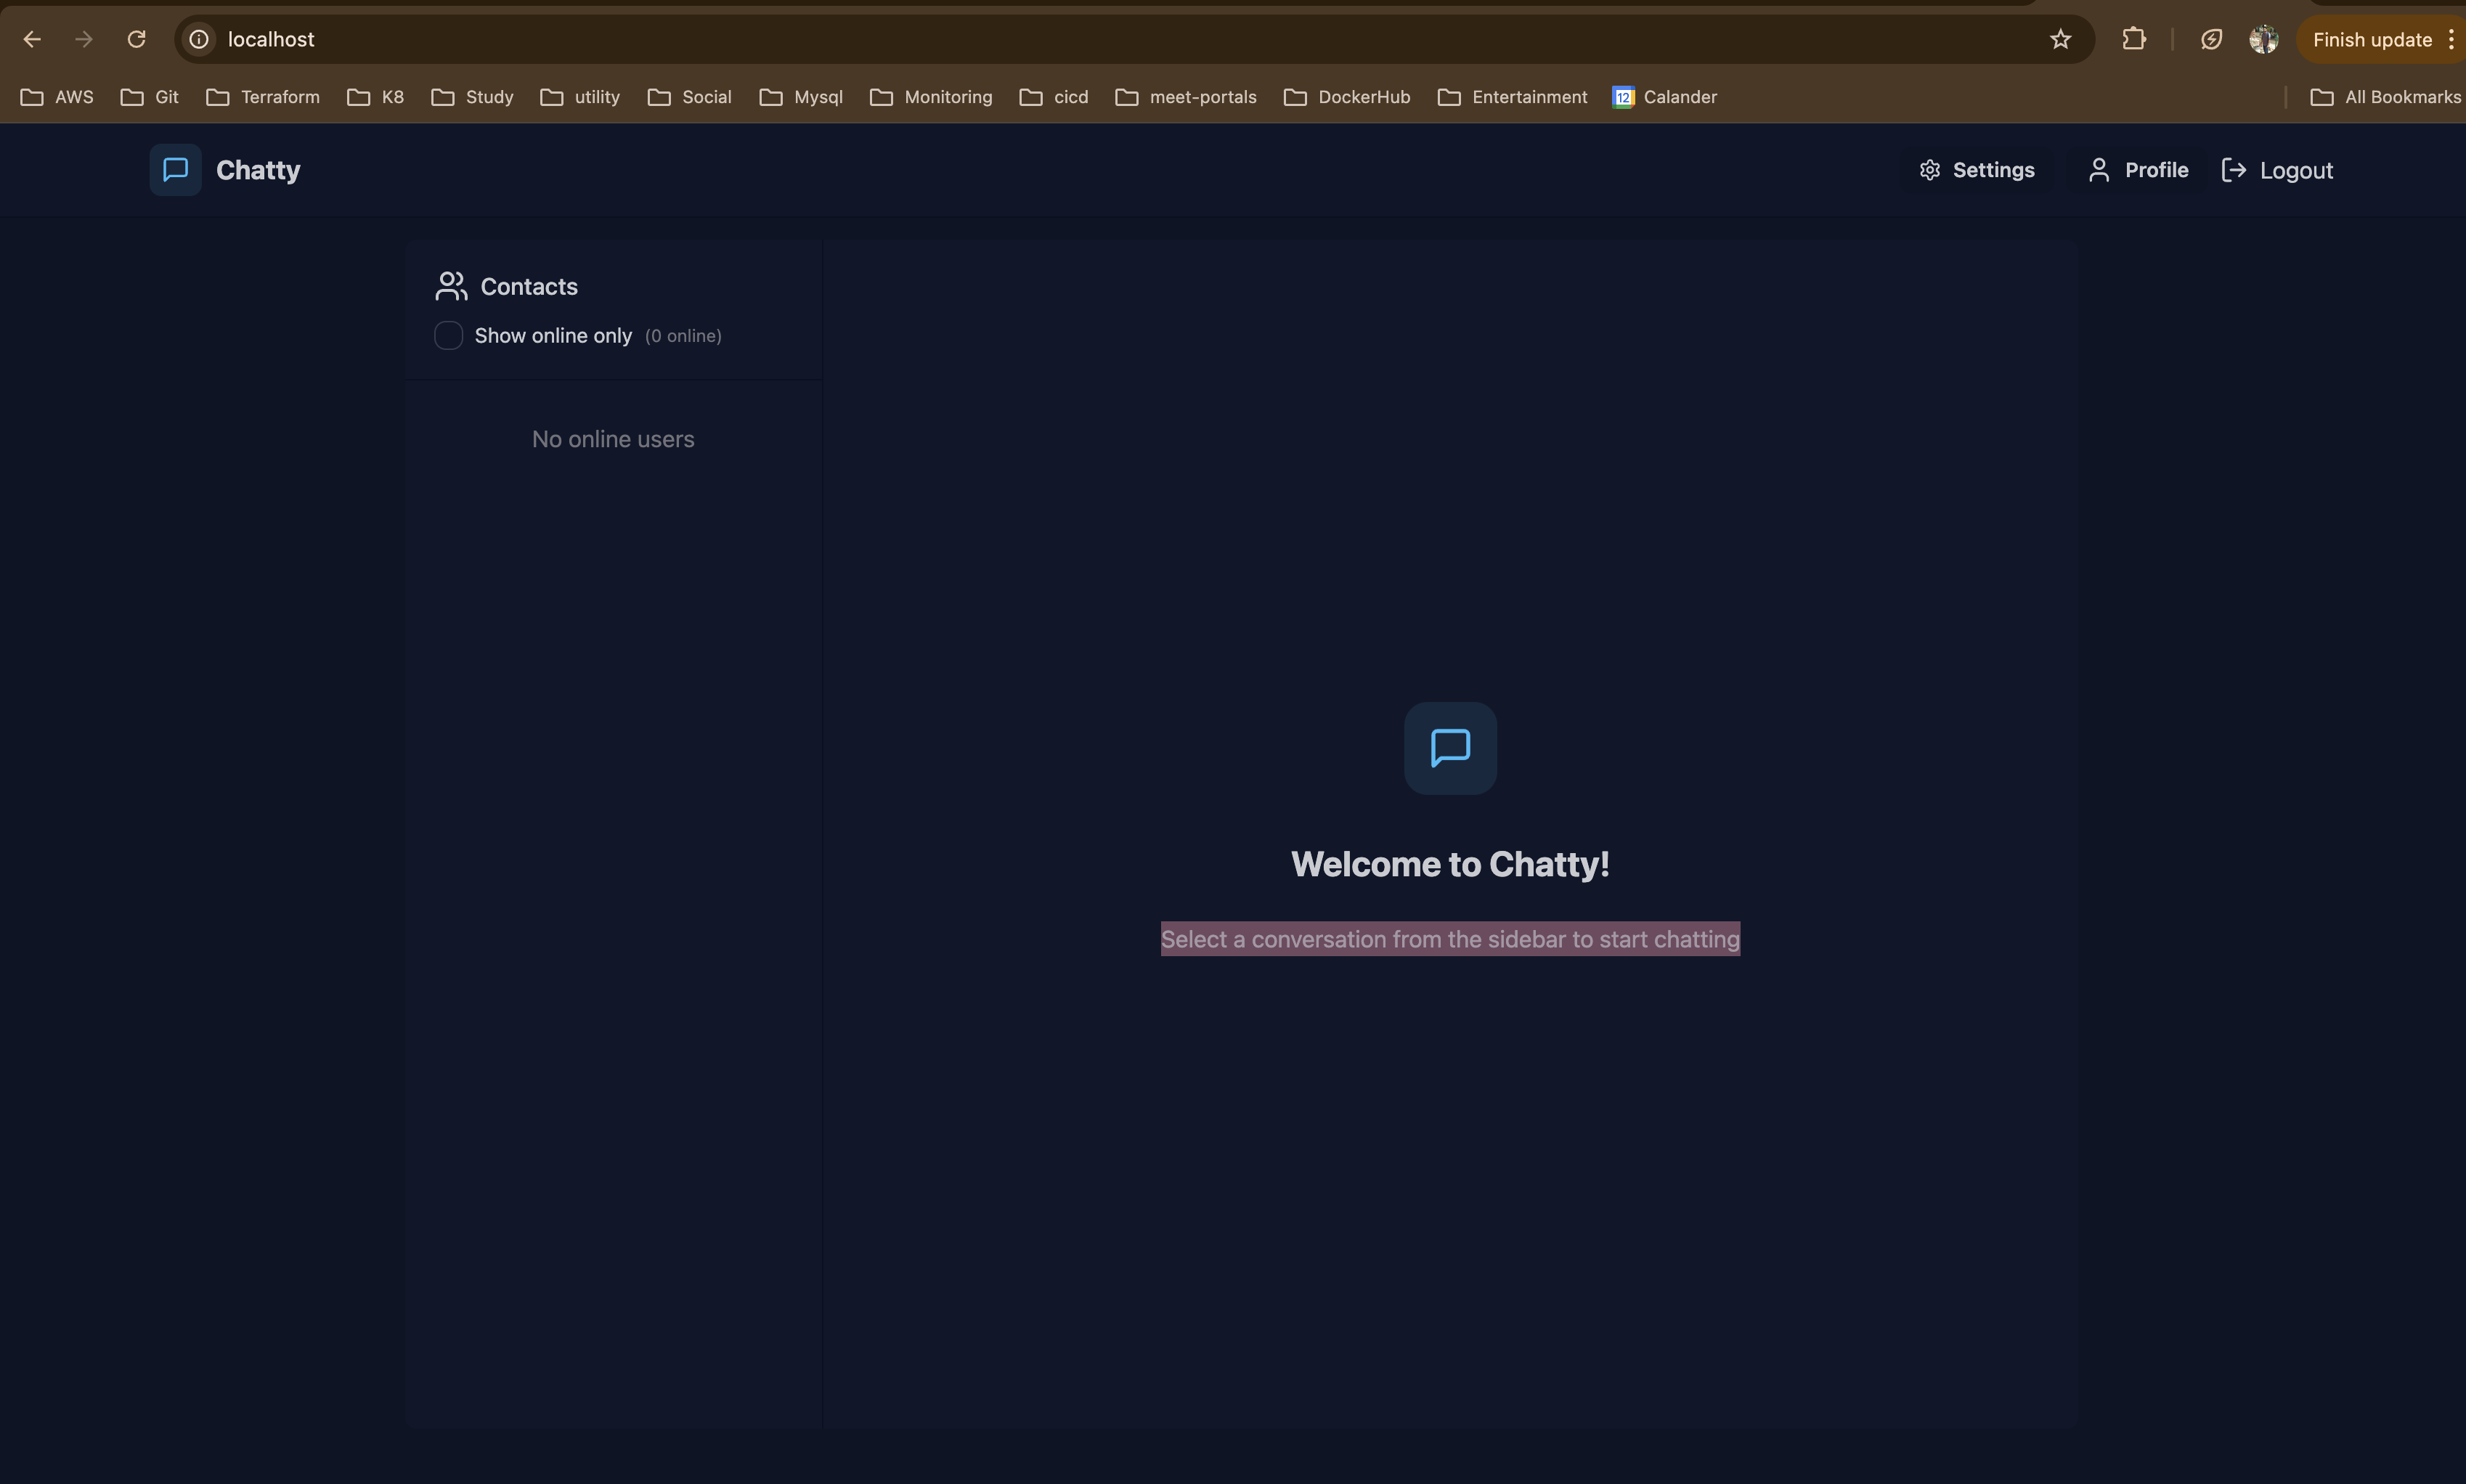 localhost
Finish update
AWS Git Terraform K8 Study utility Social Mysql Monitoring cicd meet-portals DockerHub Entertainment 12 Calander All Bookmarks
Chatty Settings Profile Logout
Contacts
Show online only (0 online)
No online users
Welcome to Chatty!
Select a conversation from the sidebar to start chatting